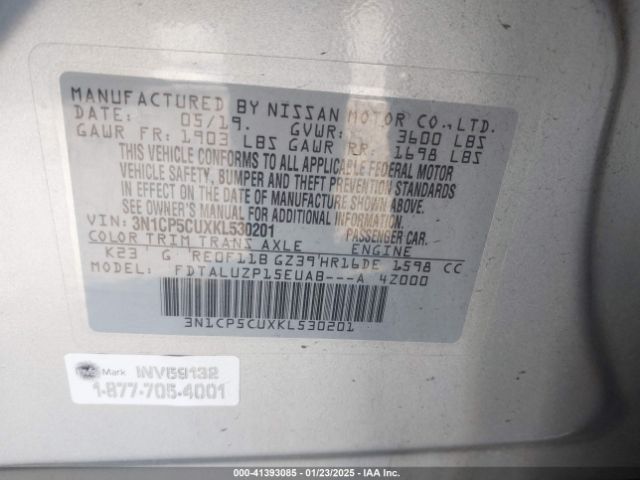 MANUFACTURED BY NISSAN MOTOR CO., LTD.
DATE: 05/19. GVWR: 3600 LBS
GAWR FR: 1903 LBS GAWR RR: 1698 LBS
THIS VEHICLE CONFORMS TO ALL APPLICABLE FEDERAL MOTOR
VEHICLE SAFETY, BUMPER AND THEFT PREVENTION STANDARDS
IN EFFECT ON THE DATE OF MANUFACTURE SHOWN ABOVE.
SEE OWNER'S MANUAL FOR ADDITIONAL INFORMATION.
VIN: 3N1CP5CUXKL530201 PASSENGER CAR.
COLOR TRIM TRANS AXLE ENGINE
K23 G RE0F11B GZ39 HR16DE 1598 CC
MODEL: FDTALUZP15EUAB---A 4Z000
3N1CP5CUXKL530201
Mark INV59132
1-877-705-4001
000-41393085 | 01/23/2025 | IAA Inc.